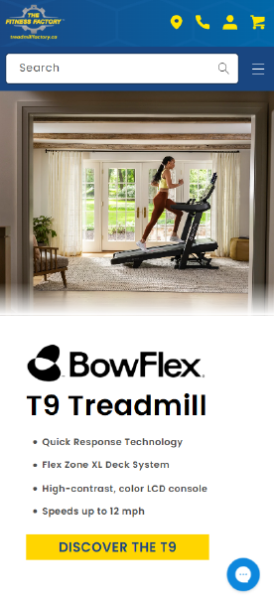 THE
FITNESS FACTORY
treadmillfactory.ca
Search
BowFlex
T9 Treadmill
Quick Response Technology
Flex Zone XL Deck System
High-contrast, color LCD console
Speeds up to 12 mph
DISCOVER THE T9